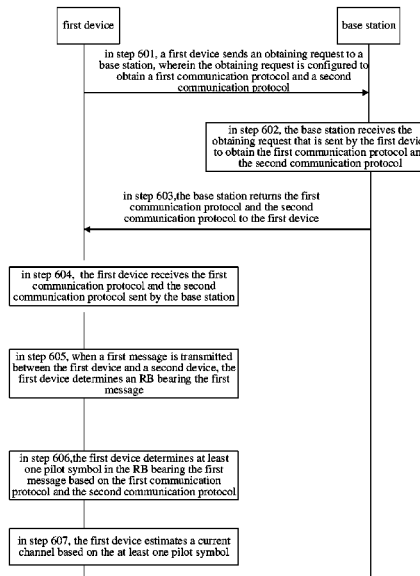 first device
base station
in step 601, a first device sends an obtaining request to a
base station, wherein the obtaining request is configured to
obtain a first communication protocol and a second
communication protocol
in step 602, the base station receives the
obtaining request that is sent by the first device
to obtain the first communication protocol and
the second communication protocol
in step 603,the base station returns the first
communication protocol and the second
communication protocol to the first device
in step 604, the first device receives the first
communication protocol and the second
communication protocol sent by the base station
in step 605, when a first message is transmitted
between the first device and a second device, the
first device determines an RB bearing the first
message
in step 606,the first device determines at least
one pilot symbol in the RB bearing the first
message based on the first communication
protocol and the second communication protocol
in step 607, the first device estimates a current
channel based on the at least one pilot symbol